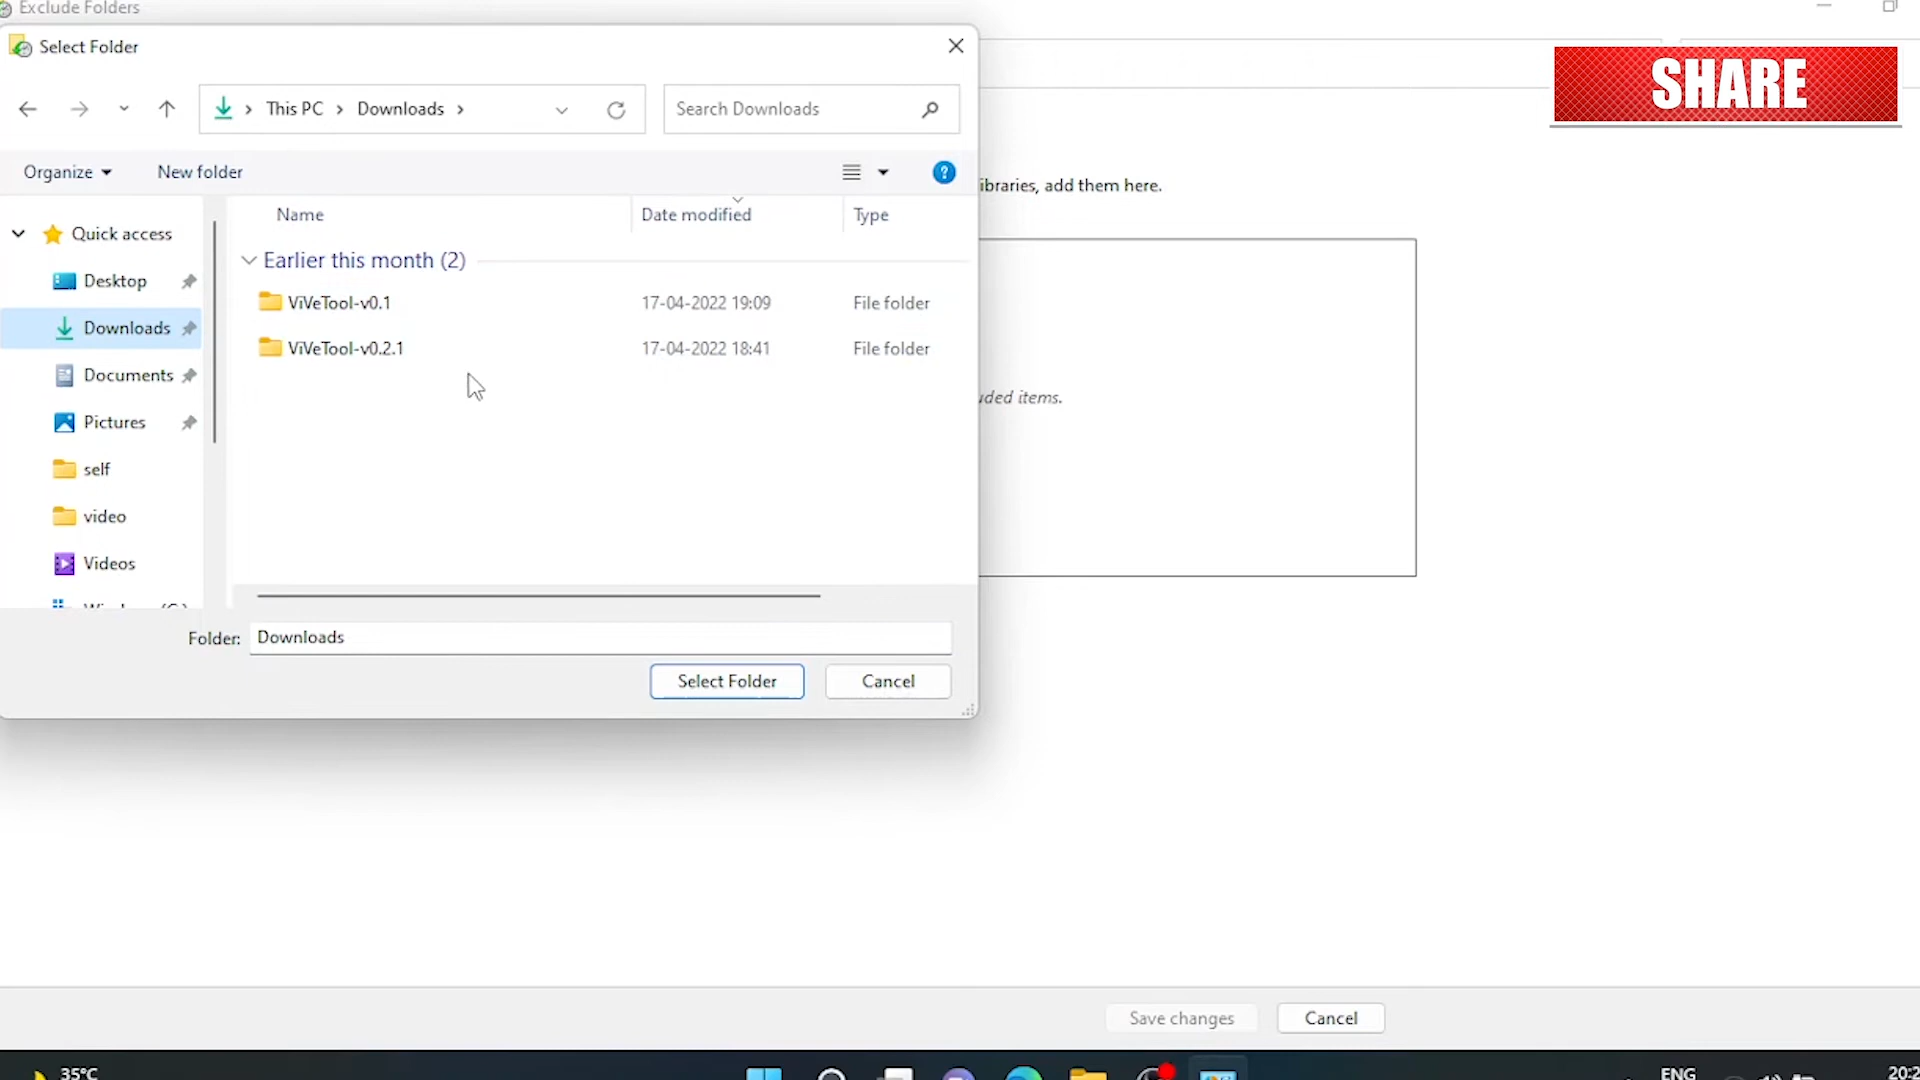 Exclude Folders
Select Folder
SHARE
This PC > Downloads >
Search Downloads
Organize
New folder
ibraries, add them here.
Name
Date modified
Type
Quick access
Earlier this month (2)
Desktop
ViVeTool-v0.1
17-04-2022 19:09
File folder
Downloads
ViVeTool-v0.2.1
17-04-2022 18:41
File folder
Documents
uded items.
Pictures
self
video
Videos
Folder:
Downloads
Select Folder
Cancel
Save changes
Cancel
35°C
ENG